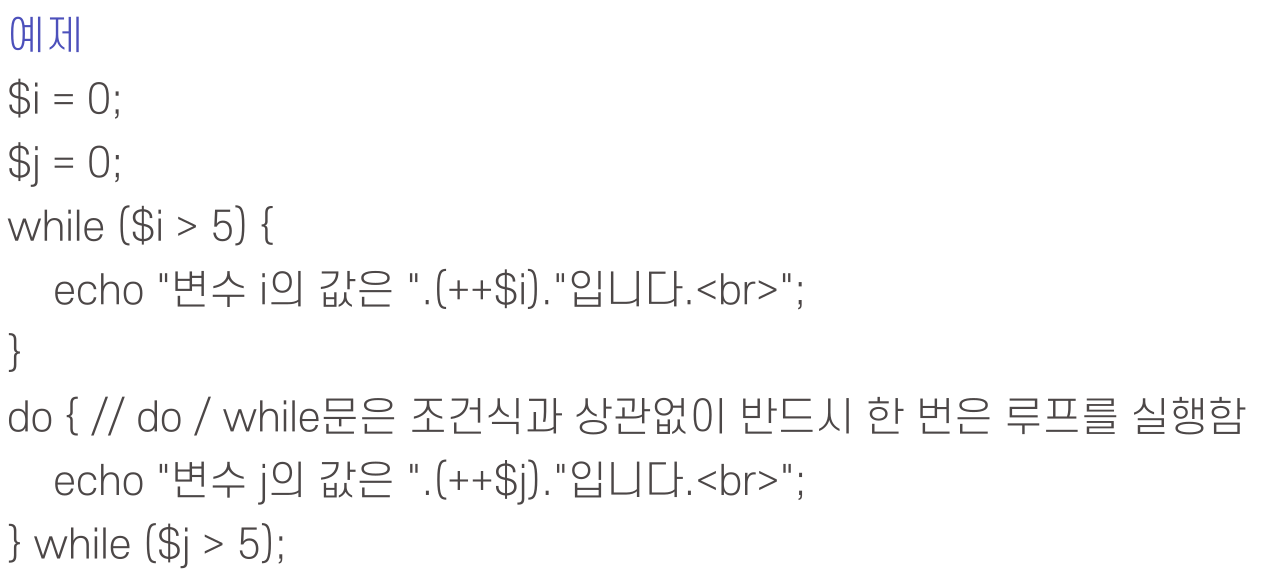 예제
$i = 0;
$j = 0;
while ($i > 5) {
echo "변수 i의 값은 ".(++$i)."입니다.<br>";
}
do { // do / while문은 조건식과 상관없이 반드시 한 번은 루프를 실행함
echo "변수 j의 값은 ".(++$j)."입니다.<br>";
} while ($j > 5);